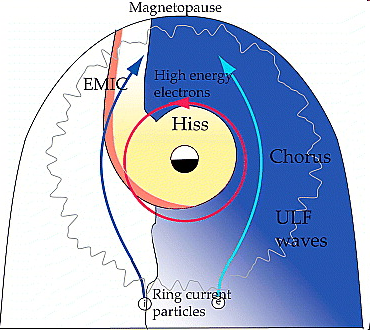 Magnetopause
EMIC
High energy
electrons
Hiss
Chorus
ULF
waves
i
e
Ring current
particles